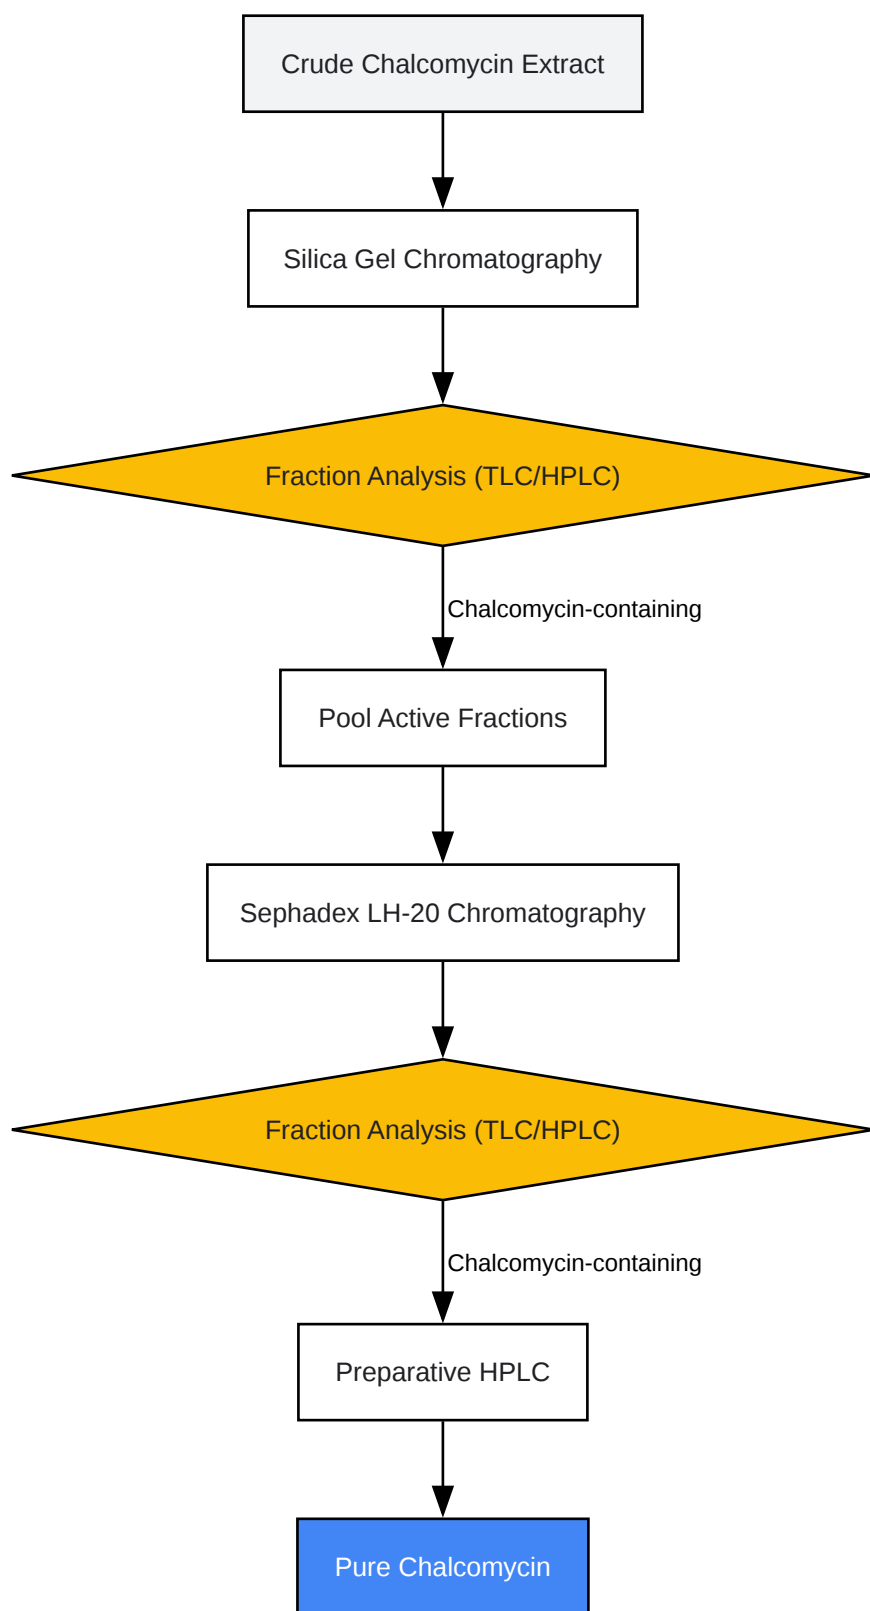 Crude Chalcomycin Extract
Silica Gel Chromatography
Fraction Analysis (TLC/HPLC)
Chalcomycin-containing
Pool Active Fractions
Sephadex LH-20 Chromatography
Fraction Analysis (TLC/HPLC)
Chalcomycin-containing
Preparative HPLC
Pure Chalcomycin